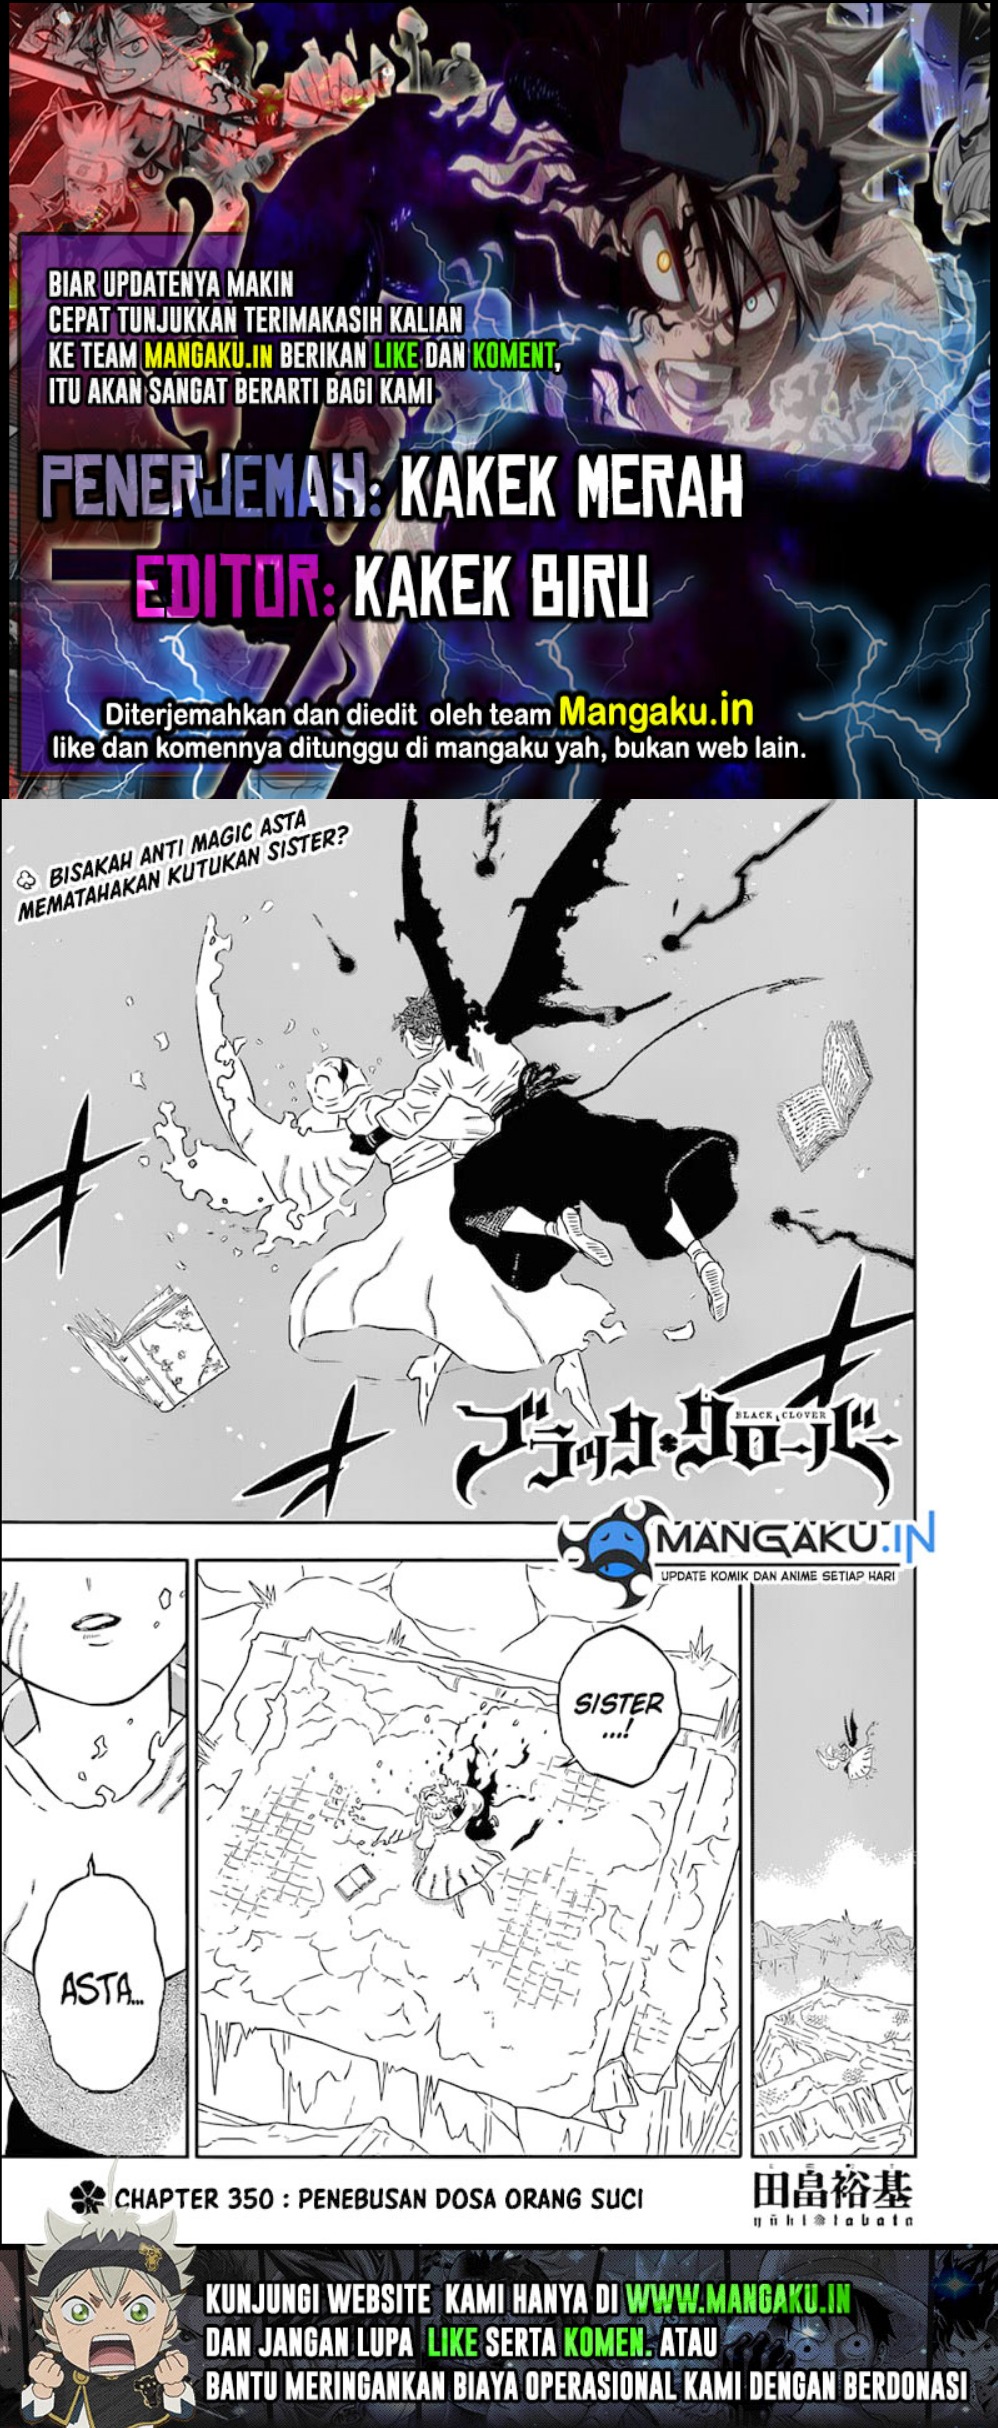 BIAR UPDATENYA MAKIN
CEPAT TUNJUKKAN TERIMAKASIH KALIAN
KE TEAM MANGAKU.in BERIKAN LIKE DAN KOMENT,
ITU AKAN SANGAT BERARTI BAGI KAMI
PENERJEMAH: KAKEK MERAH
EDITOR: KAKEK BIRU
Diterjemahkan dan diedit oleh team Mangaku.in
like dan komennya ditunggu di mangaku yah, bukan web lain.
BISAKAH ANTI MAGIC ASTA
MEMATAHAKAN KUTUKAN SISTER?
BLACK CLOVER
ブラッククローバー
MANGAKU.IN
UPDATE KOMIK DAN ANIME SETIAP HARI
SISTER
...!
ASTA...
CHAPTER 350 : PENEBUSAN DOSA ORANG SUCI
田畠裕基
yūki tabata
KUNJUNGI WEBSITE KAMI HANYA DI WWW.MANGAKU.IN
DAN JANGAN LUPA LIKE SERTA KOMEN. ATAU
BANTU MERINGANKAN BIAYA OPERASIONAL KAMI DENGAN BERDONASI